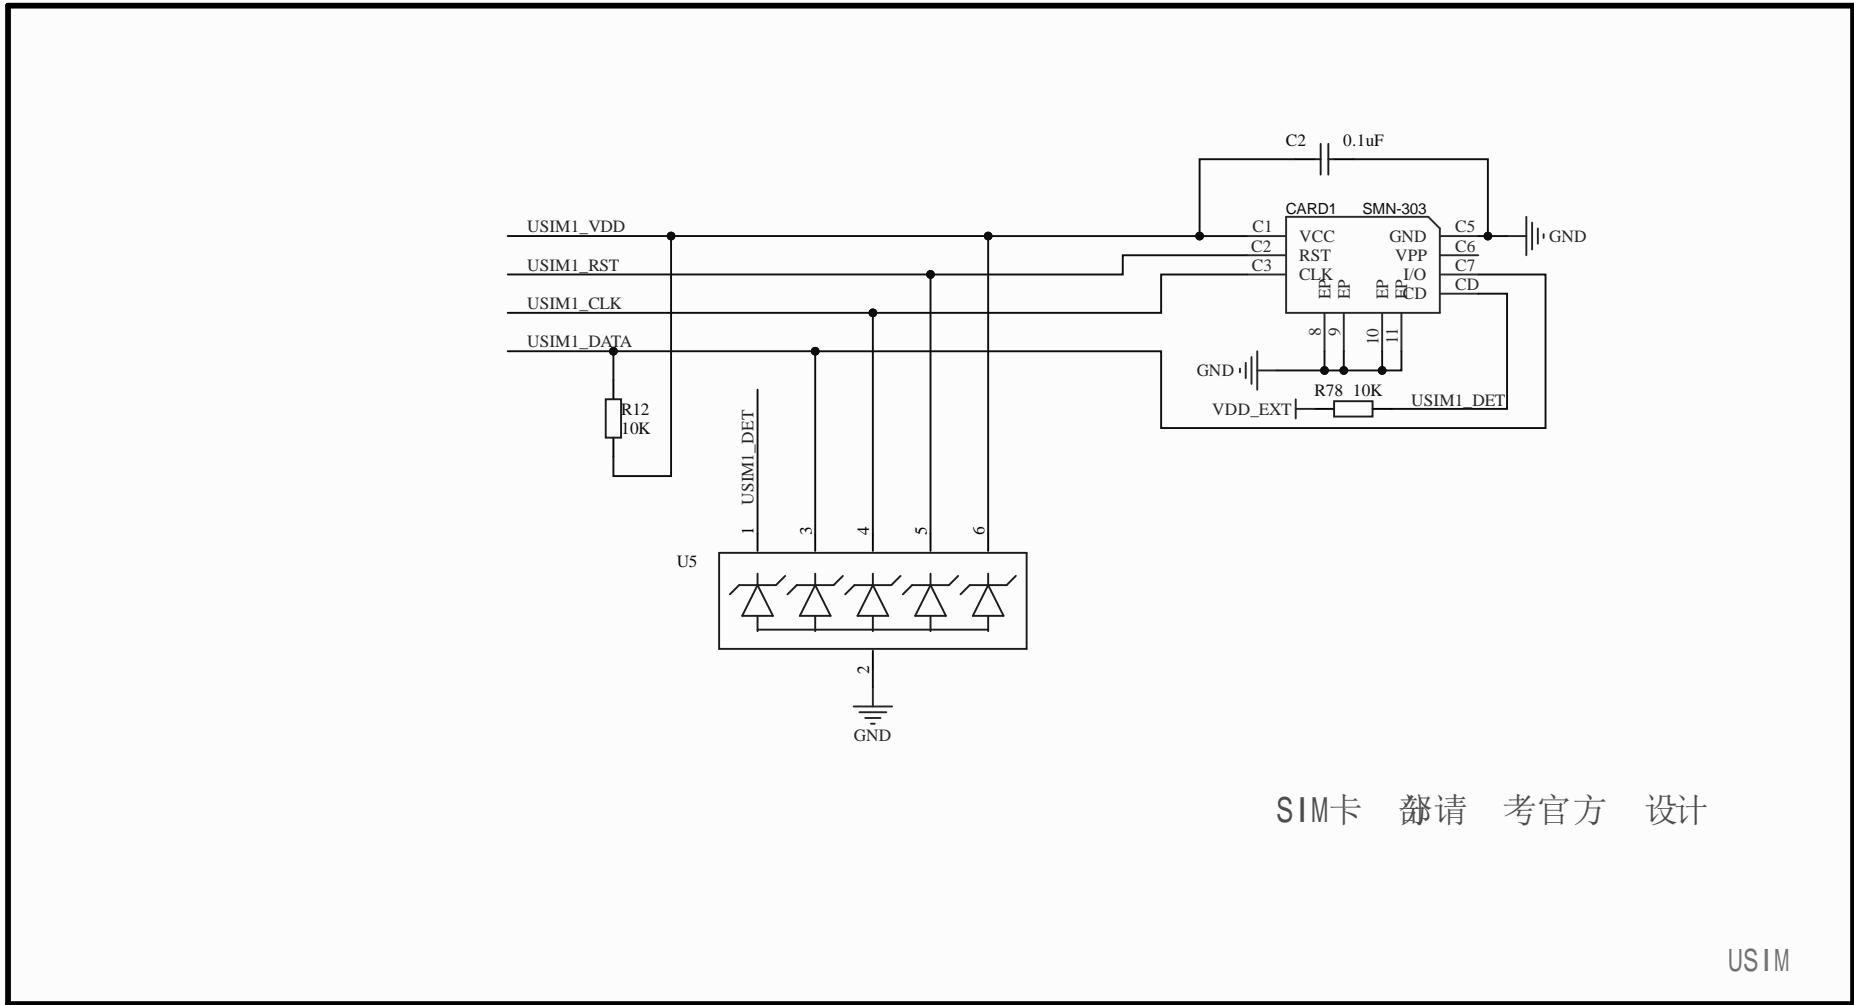 C2 0.1uF
CARD1 SMN-303
USIM1_VDD
USIM1_RST
USIM1_CLK
USIM1_DATA
C1 VCC GND C5
C2 RST VPP C6
C3 CLK I/O C7
EP EP EP EP CD CD
GND
8 9 10 11
GND
R78 10K
VDD_EXT USIM1_DET
R12
10K
USIM1_DET
1 3 4 5 6
U5
2
GND
SIM卡 部请 考官方 设计
USIM